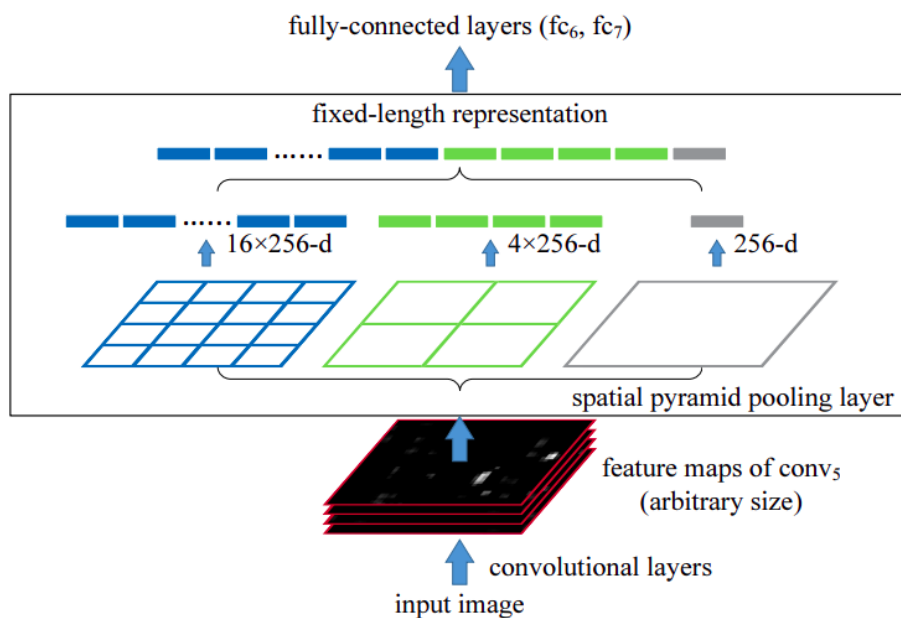 fully-connected layers (fc₆, fc₇)
fixed-length representation
......
......
16×256-d
4×256-d
256-d
spatial pyramid pooling layer
feature maps of conv₅
(arbitrary size)
convolutional layers
input image